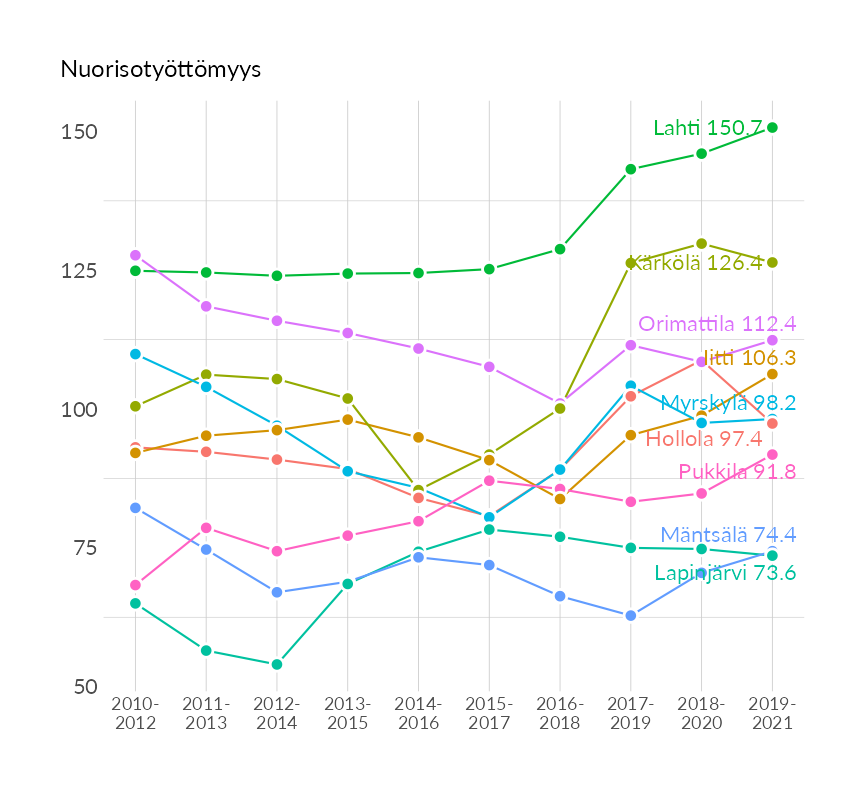 Nuorisotyöttömyys
150
125
100
75
50
Lahti 150.7
Kärkölä 126.4
Orimattila 112.4
Iitti 106.3
Myrskylä 98.2
Hollola 97.4
Pukkila 91.8
Mäntsälä 74.4
Lapinjärvi 73.6
2010- 2011- 2012- 2013- 2014- 2015- 2016- 2017- 2018- 2019-
2012 2013 2014 2015 2016 2017 2018 2019 2020 2021